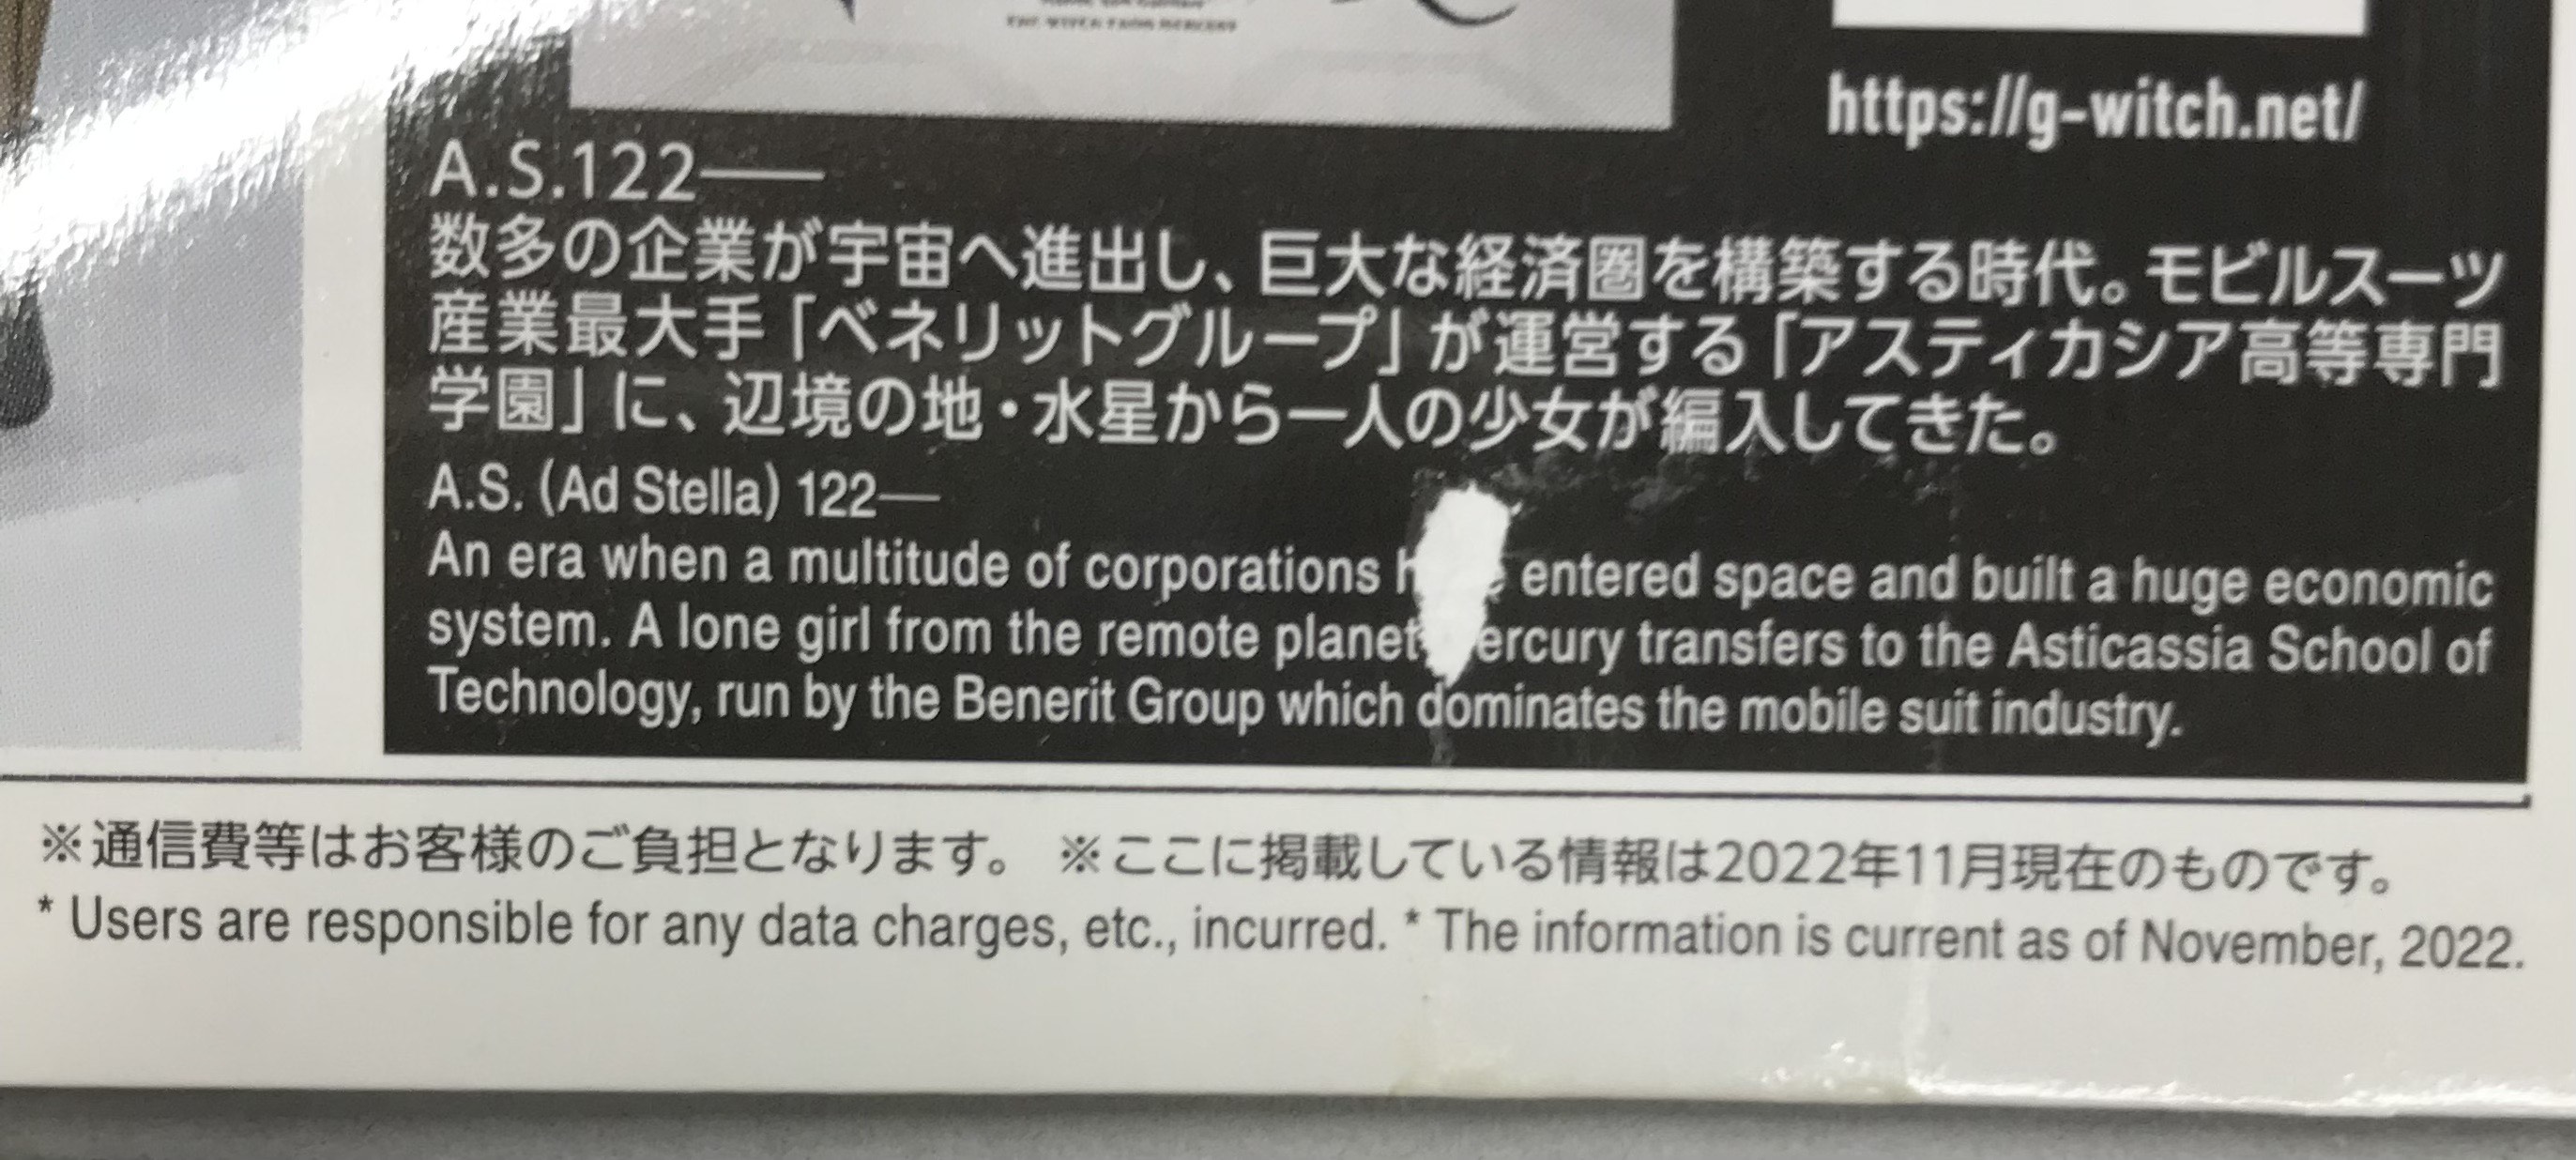 THE WITCH FROM MERCURY
https://g-witch.net/
A.S.122――
数多の企業が宇宙へ進出し、巨大な経済圏を構築する時代。モビルスーツ
産業最大手「ベネリットグループ」が運営する「アスティカシア高等専門
学園」に、辺境の地・水星から一人の少女が編入してきた。
A.S. (Ad Stella) 122―
An era when a multitude of corporations entered space and built a huge economic
system. A lone girl from the remote planet ercury transfers to the Asticassia School of
Technology, run by the Benerit Group which dominates the mobile suit industry.
※通信費等はお客様のご負担となります。 ※ここに掲載している情報は2022年11月現在のものです。
* Users are responsible for any data charges, etc., incurred. * The information is current as of November, 2022.